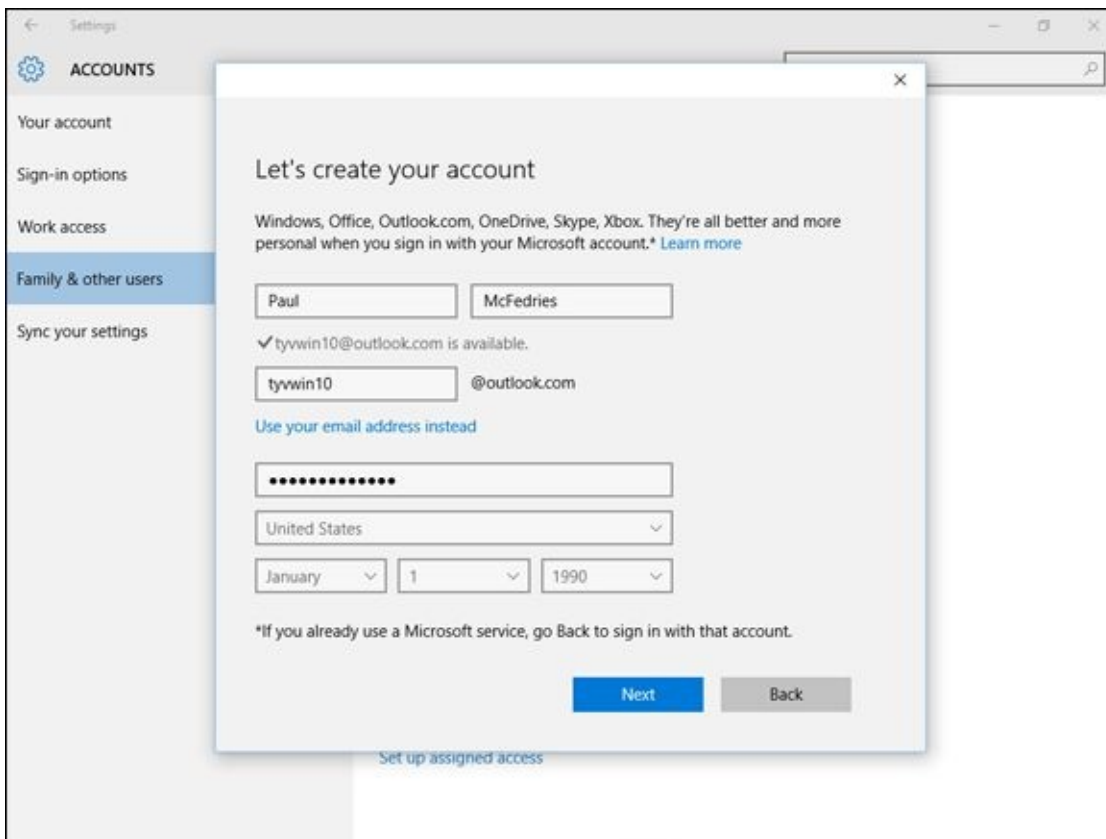 Settings
ACCOUNTS
Your account
Sign-in options
Work access
Family & other users
Sync your settings
Let's create your account
Windows, Office, Outlook.com, OneDrive, Skype, Xbox. They're all better and more
personal when you sign in with your Microsoft account.* Learn more
Paul McFedries
tyvwin10@outlook.com is available.
tyvwin10 @outlook.com
Use your email address instead
●●●●●●●●●●●●●
United States
January 1 1990
*If you already use a Microsoft service, go Back to sign in with that account.
Next Back
Set up assigned access